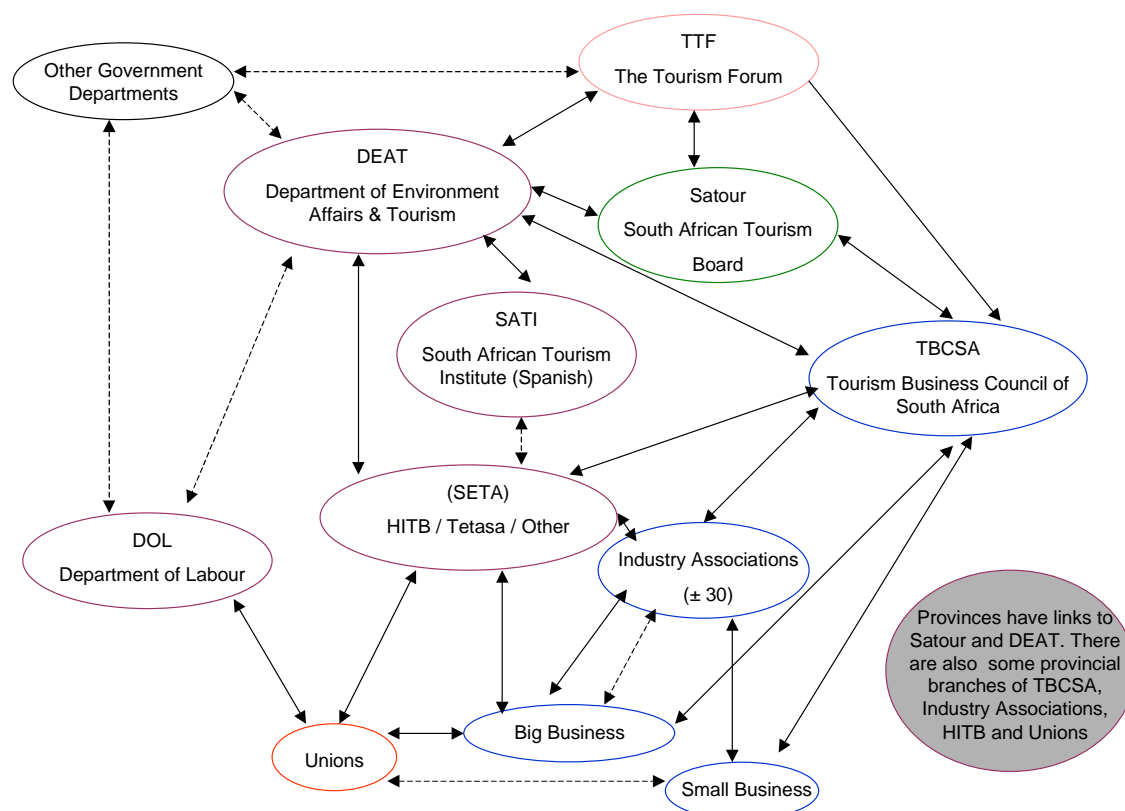 TTF
The Tourism Forum
Other Government
Departments
DEAT
Department of Environment
Affairs & Tourism
Satour
South African Tourism
Board
SATI
South African Tourism
Institute (Spanish)
TBCSA
Tourism Business Council of
South Africa
(SETA)
HITB / Tetasa / Other
DOL
Department of Labour
Industry Associations
(± 30)
Provinces have links to
Satour and DEAT. There
are also some provincial
branches of TBCSA,
Industry Associations,
HITB and Unions
Big Business
Unions
Small Business